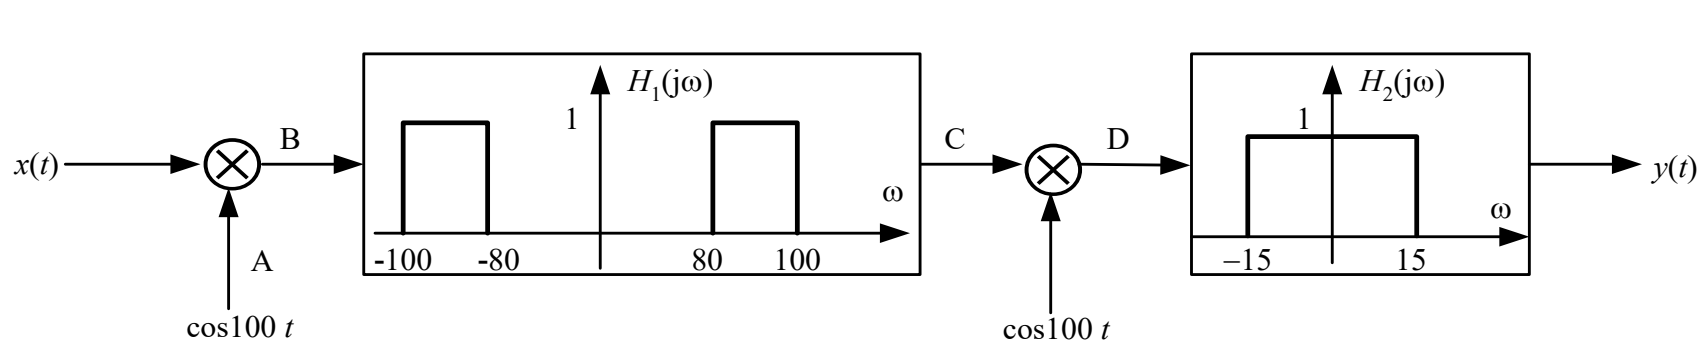 x(t)
B
A
cos100 t
H₁(jω)
1
ω
-100
-80
80
100
C
D
cos100 t
H₂(jω)
1
ω
–15
15
y(t)